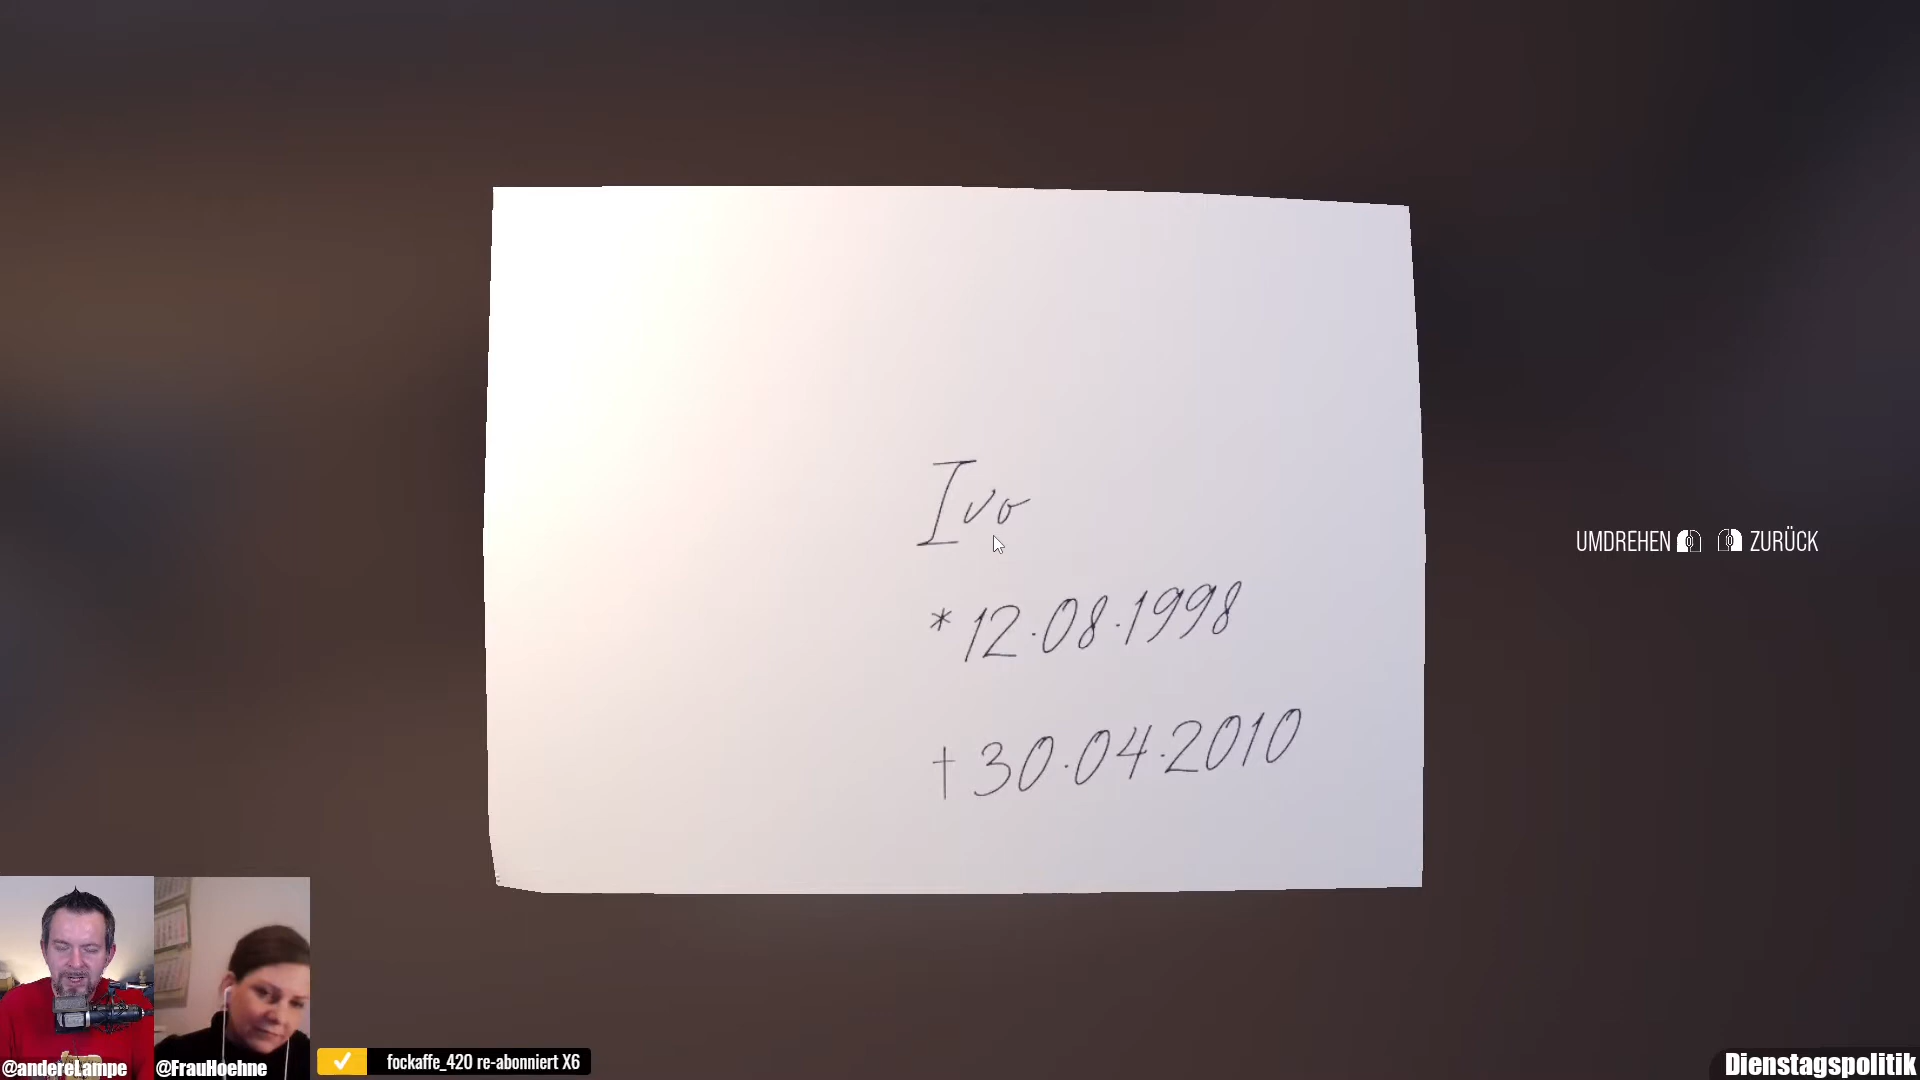 Ivo
*12.08.1998
†30.04.2010
UMDREHEN ZURÜCK
@andereLampe
@FrauHoehne
fockaffe_420 re-abonniert X6
Dienstagspolitik